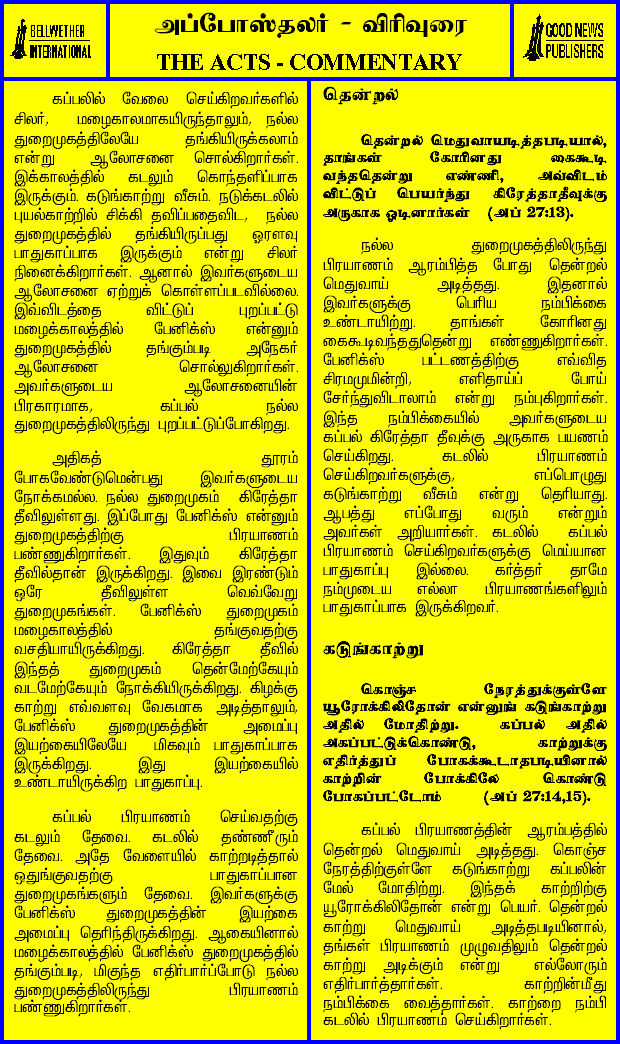 BELLWETHER
INTERNATIONAL
அப்போஸ்தலர் - விரிவுரை
THE ACTS - COMMENTARY
GOOD NEWS
PUBLISHERS
கப்பலில் வேலை செய்கிறவர்களில்
சிலர், மழைகாலமாகயிருந்தாலும், நல்ல
துறைமுகத்திலேயே தங்கியிருக்கலாம்
என்று ஆலோசனை சொல்கிறார்கள்.
இக்காலத்தில் கடலும் கொந்தளிப்பாக
இருக்கும். கடுங்காற்று வீசும். நடுக்கடலில்
புயல்காற்றில் சிக்கி தவிப்பதைவிட, நல்ல
துறைமுகத்தில் தங்கியிருப்பது ஓரளவு
பாதுகாப்பாக இருக்கும் என்று சிலர்
நினைக்கிறார்கள். ஆனால் இவர்களுடைய
ஆலோசனை ஏற்றுக் கொள்ளப்படவில்லை.
இவ்விடத்தை விட்டுப் புறப்பட்டு
மழைக்காலத்தில் பேனிக்ஸ் என்னும்
துறைமுகத்தில் தங்கும்படி அநேகர்
ஆலோசனை சொல்லுகிறார்கள்.
அவர்களுடைய ஆலோசனையின்
பிரகாரமாக, கப்பல் நல்ல
துறைமுகத்திலிருந்து புறப்பட்டுப்போகிறது.
அதிகத் தூரம்
போகவேண்டுமென்பது இவர்களுடைய
நோக்கமல்ல. நல்ல துறைமுகம் கிரேத்தா
தீவிலுள்ளது. இப்போது பேனிக்ஸ் என்னும்
துறைமுகத்திற்கு பிரயாணம்
பண்ணுகிறார்கள். இதுவும் கிரேத்தா
தீவில்தான் இருக்கிறது. இவை இரண்டும்
ஒரே தீவிலுள்ள வெவ்வேறு
துறைமுகங்கள். பேனிக்ஸ் துறைமுகம்
மழைகாலத்தில் தங்குவதற்கு
வசதியாயிருக்கிறது. கிரேத்தா தீவில்
இந்தத் துறைமுகம் தென்மேற்கேயும்
வடமேற்கேயும் நோக்கியிருக்கிறது. கிழக்கு
காற்று எவ்வளவு வேகமாக அடித்தாலும்,
பேனிக்ஸ் துறைமுகத்தின் அமைப்பு
இயற்கையிலேயே மிகவும் பாதுகாப்பாக
இருக்கிறது. இது இயற்கையில்
உண்டாயிருக்கிற பாதுகாப்பு.
கப்பல் பிரயாணம் செய்வதற்கு
கடலும் தேவை. கடலில் தண்ணீரும்
தேவை. அதே வேளையில் காற்றடித்தால்
ஒதுங்குவதற்கு பாதுகாப்பான
துறைமுகங்களும் தேவை. இவர்களுக்கு
பேனிக்ஸ் துறைமுகத்தின் இயற்கை
அமைப்பு தெரிந்திருக்கிறது. ஆகையினால்
மழைக்காலத்தில் பேனிக்ஸ் துறைமுகத்தில்
தங்கும்படி, மிகுந்த எதிர்பார்ப்போடு நல்ல
துறைமுகத்திலிருந்து பிரயாணம்
பண்ணுகிறார்கள்.
தென்றல்
தென்றல் மெதுவாயடித்தபடியால்,
தாங்கள் கோரினது கைகூடி
வந்ததென்று எண்ணி, அவ்விடம்
விட்டுப் பெயர்ந்து கிரேத்தாதீவுக்கு
அருகாக ஓடினார்கள் (அப் 27:13).
நல்ல துறைமுகத்திலிருந்து
பிரயாணம் ஆரம்பித்த போது தென்றல்
மெதுவாய் அடித்தது. இதனால்
இவர்களுக்கு பெரிய நம்பிக்கை
உண்டாயிற்று. தாங்கள் கோரினது
கைகூடிவந்ததுதென்று எண்ணுகிறார்கள்.
பேனிக்ஸ் பட்டணத்திற்கு எவ்வித
சிரமமுமின்றி, எளிதாய்ப் போய்
சேர்ந்துவிடாலாம் என்று நம்புகிறார்கள்.
இந்த நம்பிக்கையில் அவர்களுடைய
கப்பல் கிரேத்தா தீவுக்கு அருகாக பயணம்
செய்கிறது. கடலில் பிரயாணம்
செய்கிறவர்களுக்கு, எப்பொழுது
கடுங்காற்று வீசும் என்று தெரியாது.
ஆபத்து எப்போது வரும் என்றும்
அவர்கள் அறியார்கள். கடலில் கப்பல்
பிரயாணம் செய்கிறவர்களுக்கு மெய்யான
பாதுகாப்பு இல்லை. கர்த்தர் தாமே
நம்முடைய எல்லா பிரயாணங்களிலும்
பாதுகாப்பாக இருக்கிறவர்.
கடுங்காற்று
கொஞ்ச நேரத்துக்குள்ளே
யூரோக்கிலிதோன் என்னுங் கடுங்காற்று
அதில் மோதிற்று. கப்பல் அதில்
அகப்பட்டுக்கொண்டு, காற்றுக்கு
எதிர்த்துப் போகக்கூடாதபடியினால்
காற்றின் போக்கிலே கொண்டு
போகப்பட்டோம் (அப் 27:14,15).
கப்பல் பிரயாணத்தின் ஆரம்பத்தில்
தென்றல் மெதுவாய் அடித்தது. கொஞ்ச
நேரத்திற்குள்ளே கடுங்காற்று கப்பலின்
மேல் மோதிற்று. இந்தக் காற்றிற்கு
யூரோக்கிலிதோன் என்று பெயர். தென்றல்
காற்று மெதுவாய் அடித்தபடியினால்,
தங்கள் பிரயாணம் முழுவதிலும் தென்றல்
காற்று அடிக்கும் என்று எல்லோரும்
எதிர்பார்த்தார்கள். காற்றின்மீது
நம்பிக்கை வைத்தார்கள். காற்றை நம்பி
கடலில் பிரயாணம் செய்கிறார்கள்.